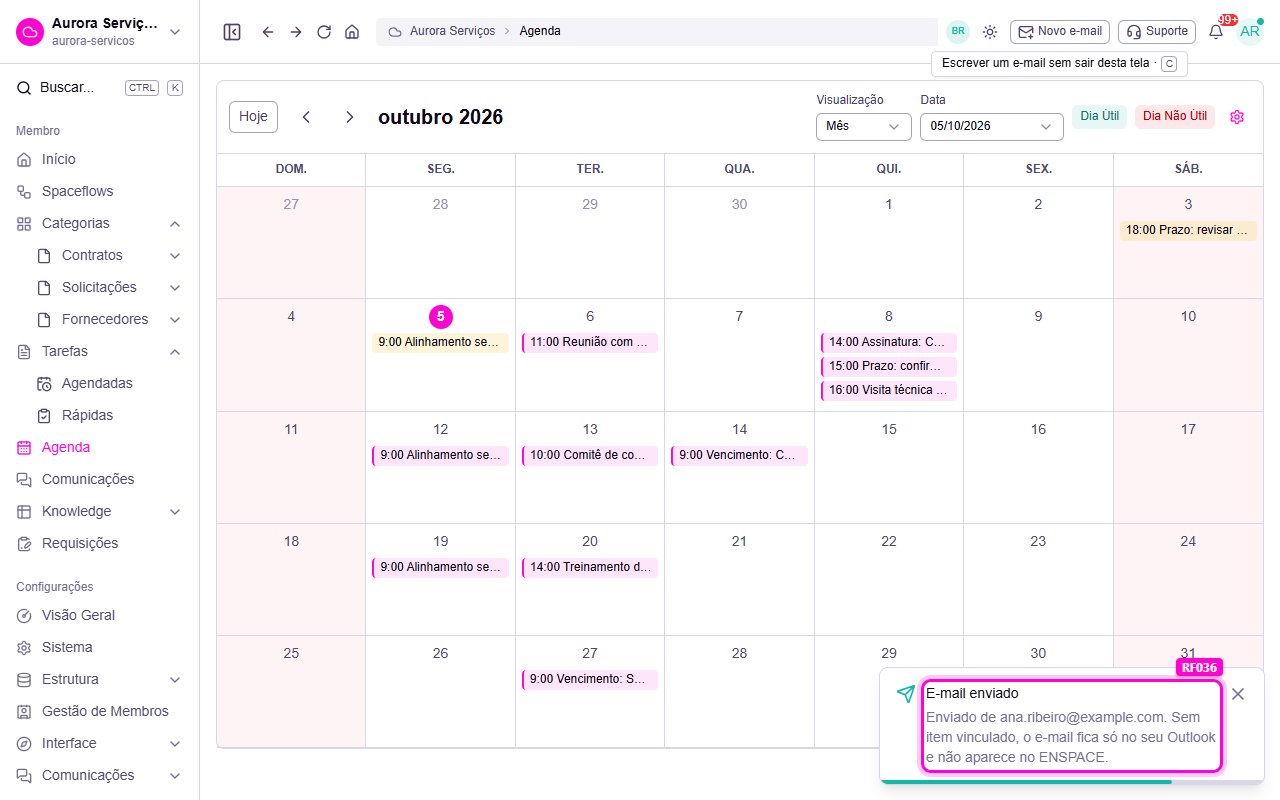 Aurora Serviç...
aurora-servicos
Aurora Serviços > Agenda
BR
Novo e-mail
Suporte
99+
AR
Escrever um e-mail sem sair desta tela · C
Buscar... CTRL K
Membro
Início
Spaceflows
Categorias
Contratos
Solicitações
Fornecedores
Tarefas
Agendadas
Rápidas
Agenda
Comunicações
Knowledge
Requisições
Configurações
Visão Geral
Sistema
Estrutura
Gestão de Membros
Interface
Comunicações
Hoje
outubro 2026
Visualização
Mês
Data
05/10/2026
Dia Útil
Dia Não Útil
DOM. SEG. TER. QUA. QUI. SEX. SÁB.
27 28 29 30 1 2 3
18:00 Prazo: revisar ...
4 5 6 7 8 9 10
9:00 Alinhamento se...
11:00 Reunião com ...
14:00 Assinatura: C...
15:00 Prazo: confir...
16:00 Visita técnica ...
11 12 13 14 15 16 17
9:00 Alinhamento se...
10:00 Comitê de co...
9:00 Vencimento: C...
18 19 20 21 22 23 24
9:00 Alinhamento se...
14:00 Treinamento d...
25 26 27 28 29 30 31
9:00 Vencimento: S...
RF036
E-mail enviado
Enviado de ana.ribeiro@example.com. Sem
item vinculado, o e-mail fica só no seu Outlook
e não aparece no ENSPACE.